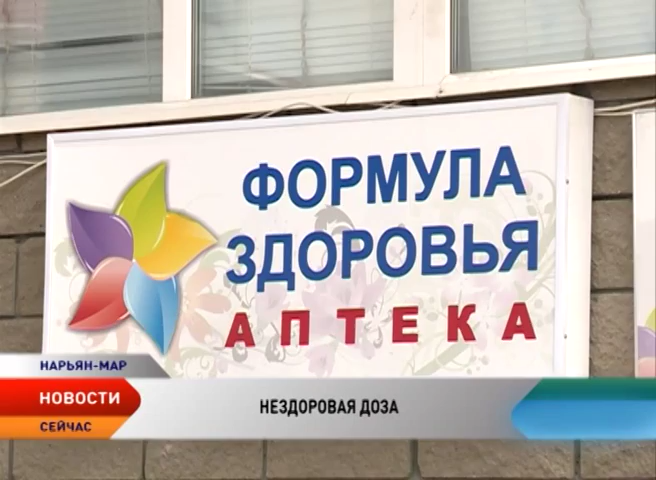 ФОРМУЛА
ЗДОРОВЬЯ
АПТЕКА
НАРЬЯН-МАР
НОВОСТИ
НЕЗДОРОВАЯ ДОЗА
СЕЙЧАС